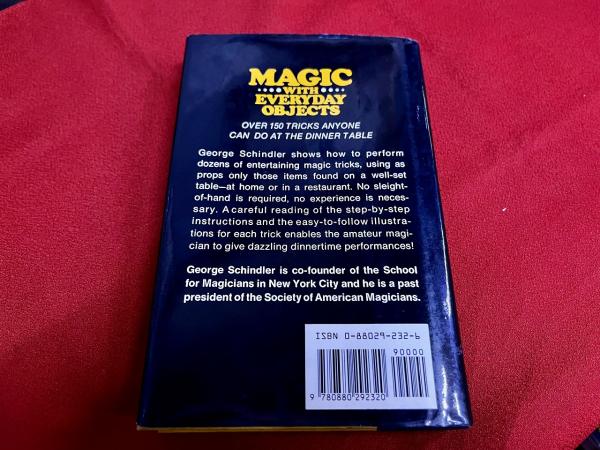 MAGIC
WITH
EVERYDAY
OBJECTS
OVER 150 TRICKS ANYONE
CAN DO AT THE DINNER TABLE
George Schindler shows how to perform
dozens of entertaining magic tricks, using as
props only those items found on a well-set
table—at home or in a restaurant. No sleight-
of-hand is required, no experience is neces-
sary. A careful reading of the step-by-step
instructions and the easy-to-follow illustra-
tions for each trick enables the amateur magi-
cian to give dazzling dinnertime performances!
George Schindler is co-founder of the School
for Magicians in New York City and he is a past
president of the Society of American Magicians.
ISBN 0-88029-232-6
90000
9 780880 292320